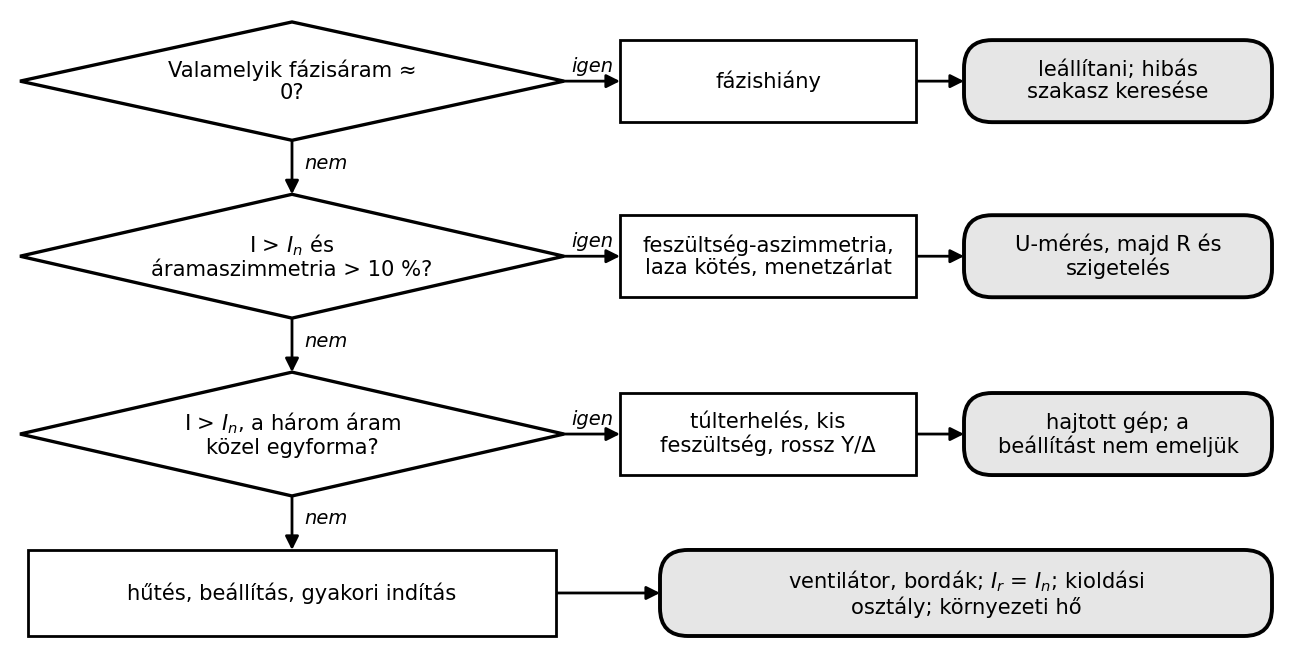 Valamelyik fázisáram ≈
0?
igen
fázishiány
leállítani; hibás
szakasz keresése
nem
I > Iₙ és
áramaszimmetria > 10 %?
igen
feszültség-aszimmetria,
laza kötés, menetzárlat
U-mérés, majd R és
szigetelés
nem
I > Iₙ, a három áram
közel egyforma?
igen
túlterhelés, kis
feszültség, rossz Y/Δ
hajtott gép; a
beállítást nem emeljük
nem
hűtés, beállítás, gyakori indítás
ventilátor, bordák; Iᵣ = Iₙ; kioldási
osztály; környezeti hő